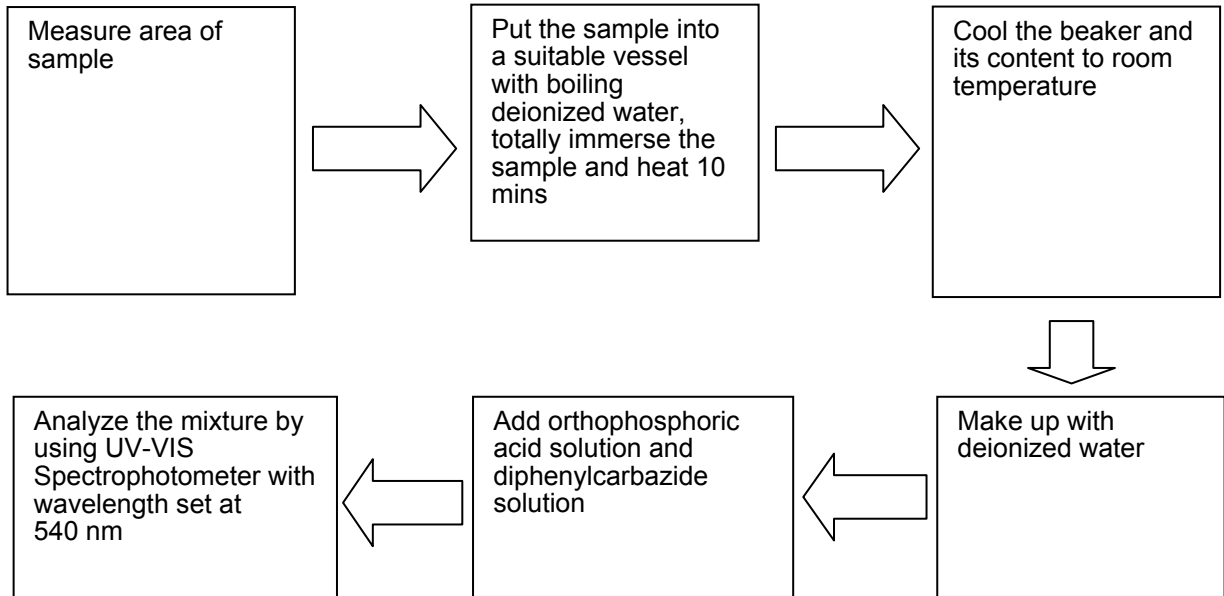 Measure area of
sample
Put the sample into
a suitable vessel
with boiling
deionized water,
totally immerse the
sample and heat 10
mins
Cool the beaker and
its content to room
temperature
Make up with
deionized water
Add orthophosphoric
acid solution and
diphenylcarbazide
solution
Analyze the mixture by
using UV-VIS
Spectrophotometer with
wavelength set at
540 nm